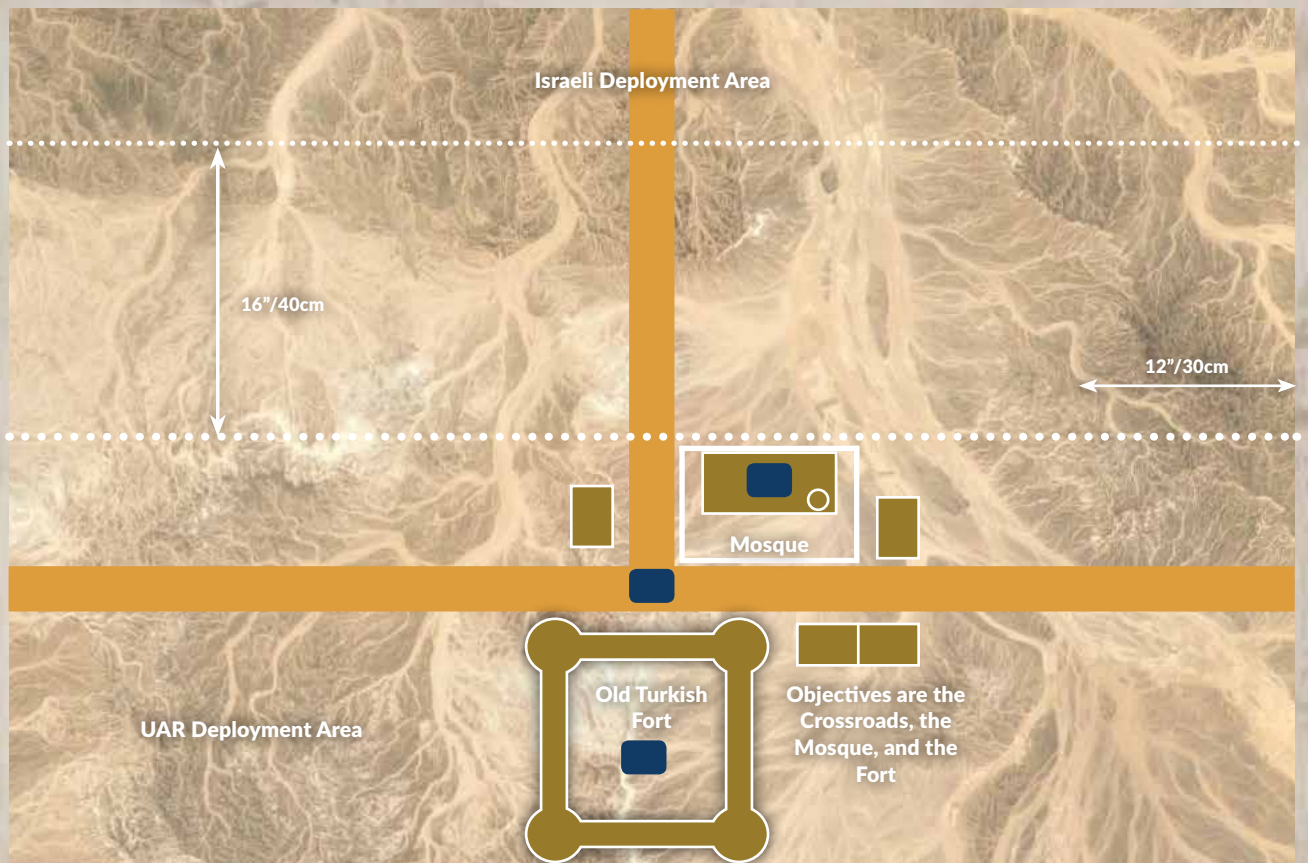 Israeli Deployment Area
16”/40cm
12”/30cm
Mosque
Old Turkish
Fort
UAR Deployment Area
Objectives are the
Crossroads, the
Mosque, and the
Fort